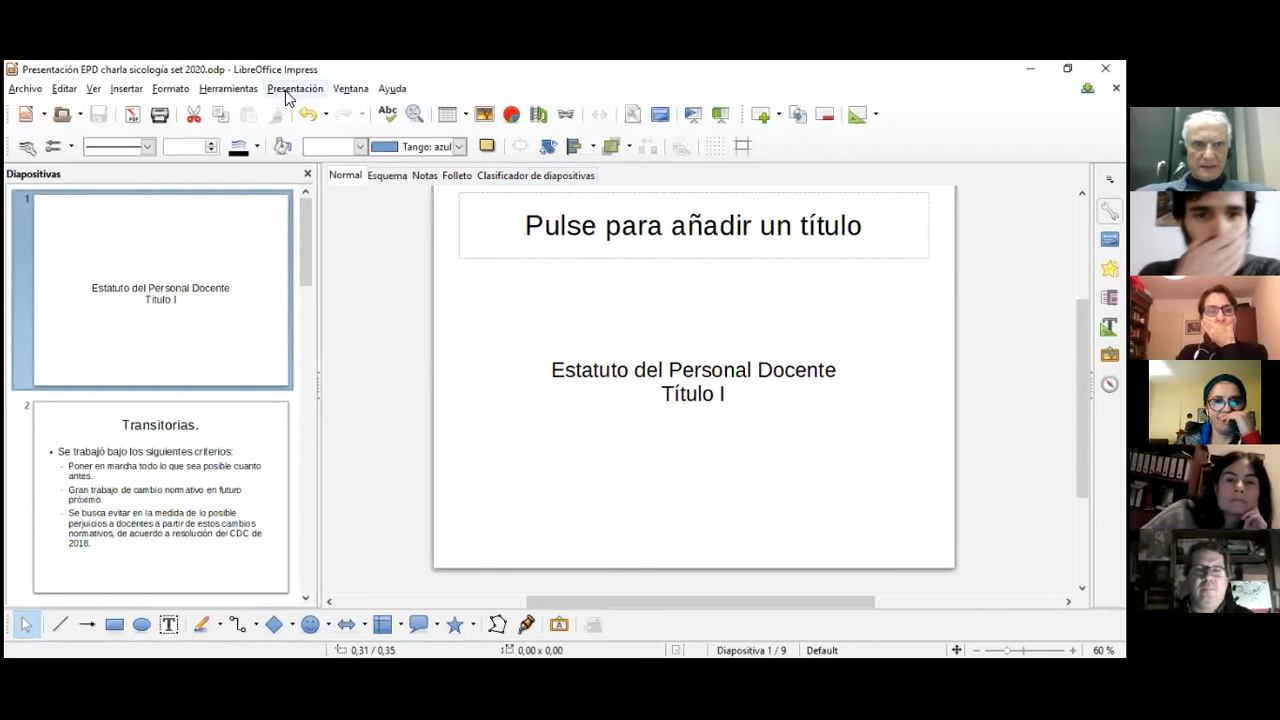 Presentación EPD charla sicología set 2020.odp - LibreOffice Impress
Archivo Editar Ver Insertar Formato Herramientas Presentación Ventana Ayuda
Abc
Tango: azul
Diapositivas
Normal Esquema Notas Folleto Clasificador de diapositivas
1
Estatuto del Personal Docente
Título I
2
Transitorias.
• Se trabajó bajo los siguientes criterios:
- Poner en marcha todo lo que sea posible cuanto
antes.
- Gran trabajo de cambio normativo en futuro
próximo.
- Se busca evitar en la medida de lo posible
perjuicios a docentes a partir de estos cambios
normativos, de acuerdo a resolución del CDC de
2018.
Pulse para añadir un título
Estatuto del Personal Docente
Título I
0,31 / 0,35
0,00 x 0,00
Diapositiva 1 / 9
Default
60 %